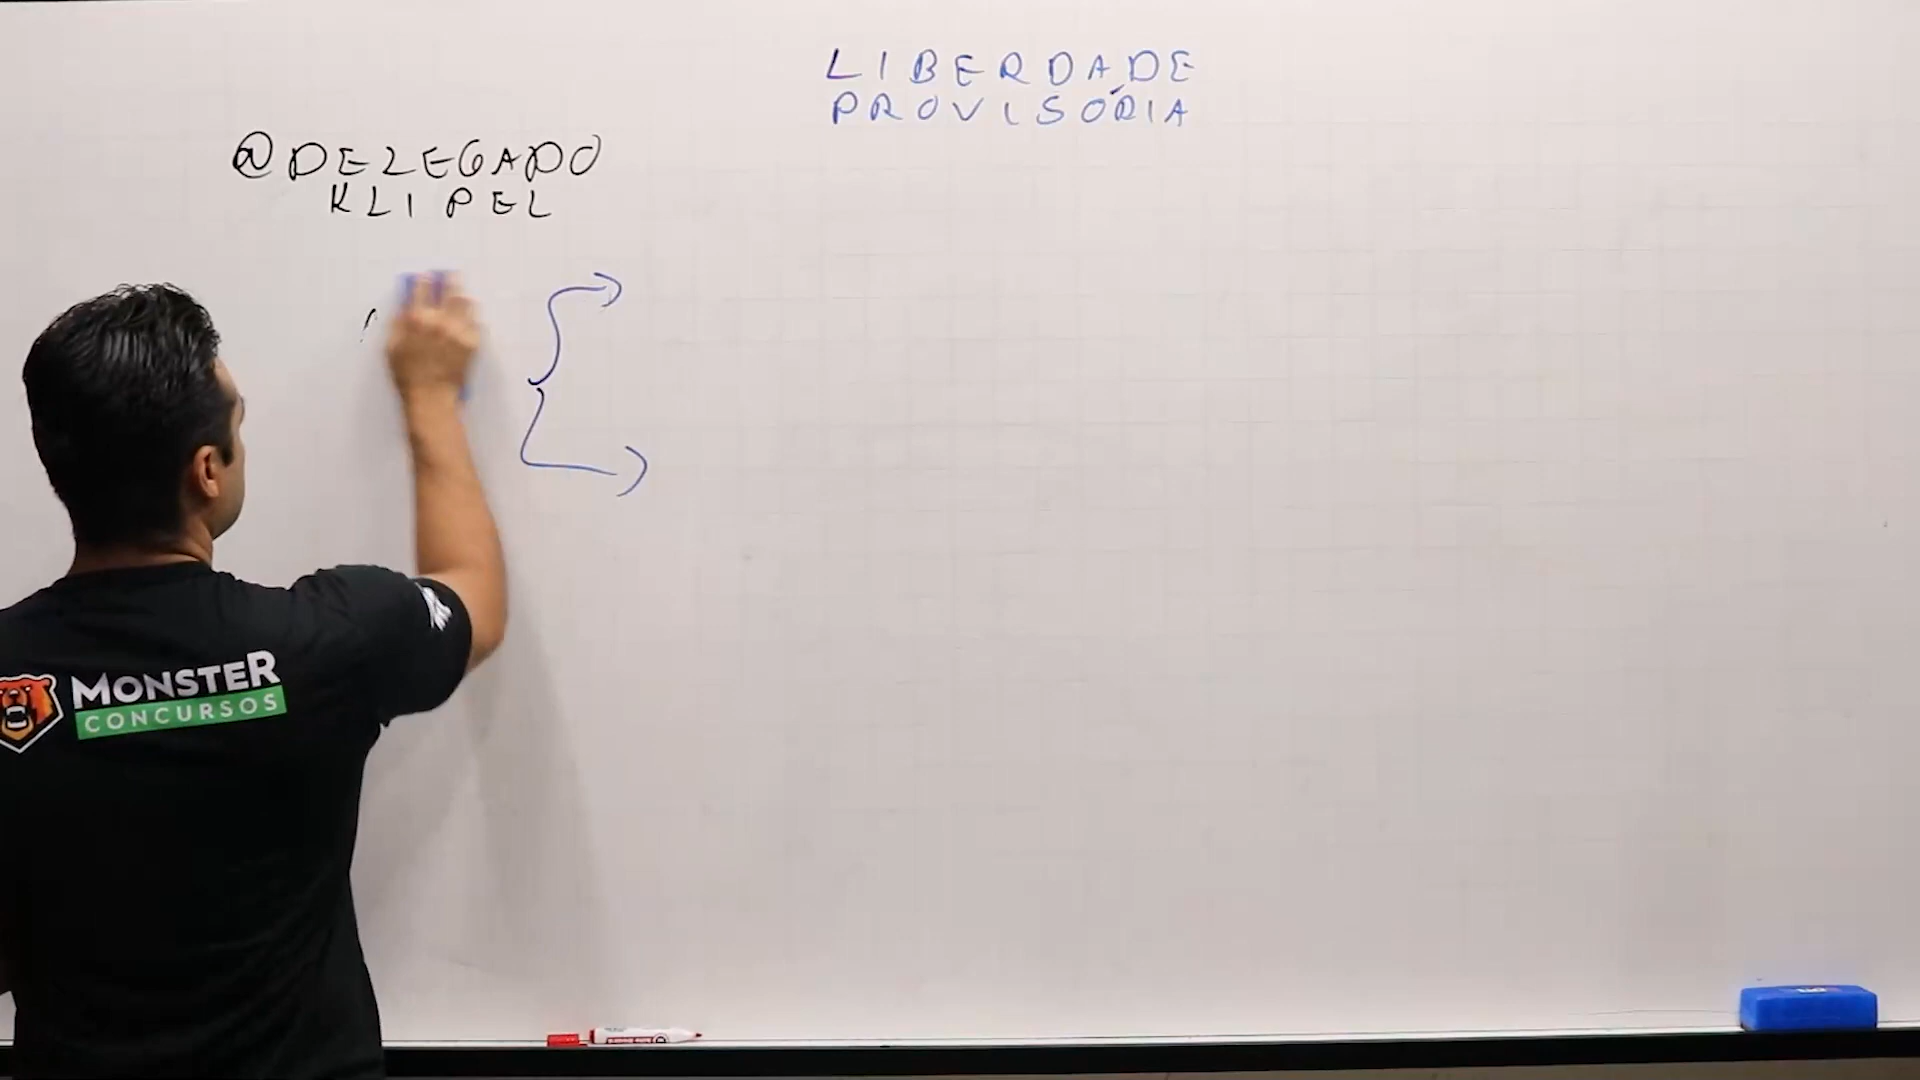 LIBERDADE
PROVISÓRIA
@DELEGADO
KLIPEL
MONSTER
CONCURSOS